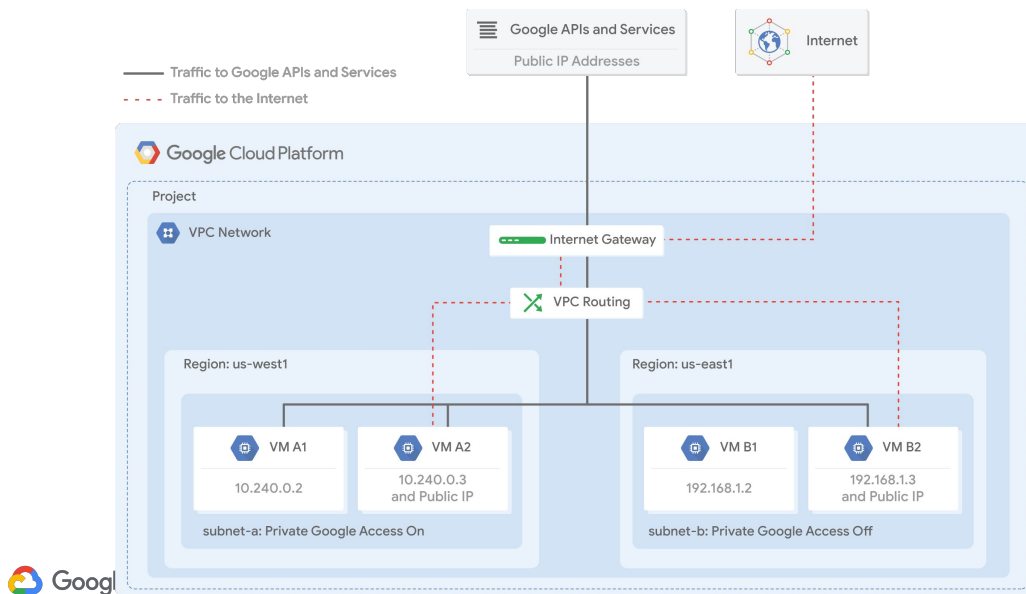 Google APIs and Services
Public IP Addresses
Internet
Traffic to Google APIs and Services
Traffic to the Internet
Google Cloud Platform
Project
VPC Network
Internet Gateway
VPC Routing
Region: us-west1
Region: us-east1
VM A1
10.240.0.2
VM A2
10.240.0.3
and Public IP
VM B1
192.168.1.2
VM B2
192.168.1.3
and Public IP
subnet-a: Private Google Access On
subnet-b: Private Google Access Off
Googl